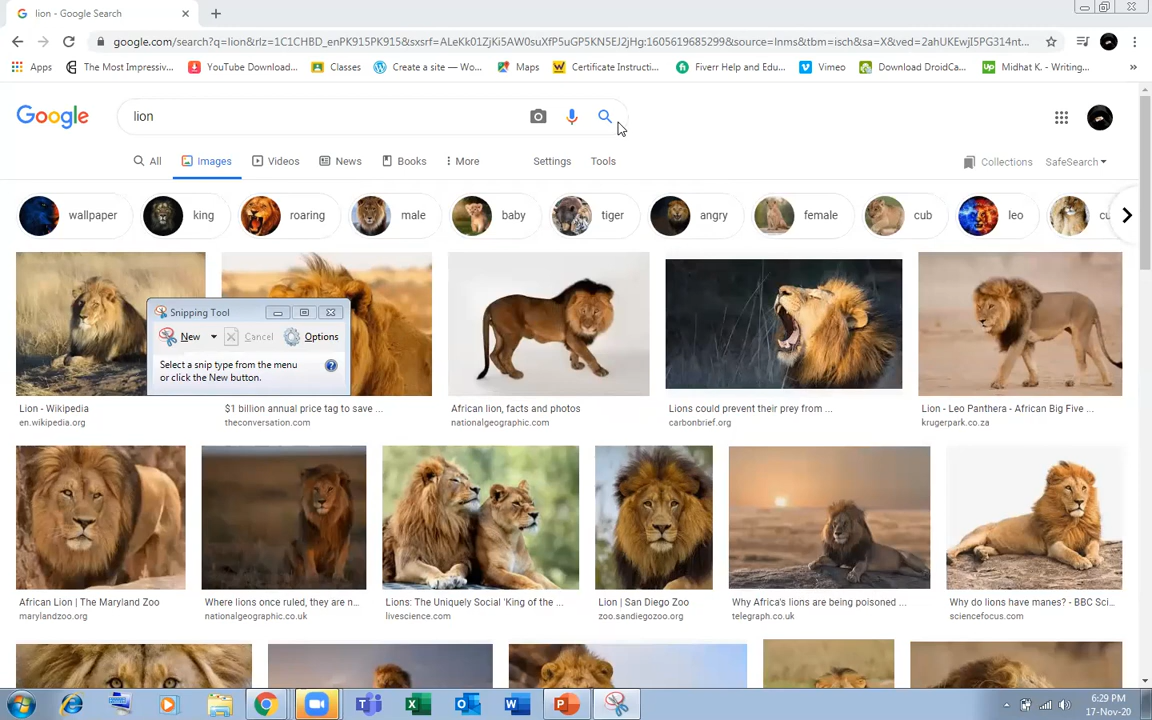 lion - Google Search
google.com/search?q=lion&rlz=1C1CHBD_enPK915PK915&sxsrf=ALeKk01ZjKi5AW0suXfP5uGP5KN5EJ2jHg:1605619685299&source=lnms&tbm=isch&sa=X&ved=2ahUKEwjI5PG314nt...
Apps The Most Impressiv... YouTube Download... Classes Create a site — Wo... Maps Certificate Instructi... Fiverr Help and Edu... Vimeo Download DroidCa... Midhat K. - Writing... »
Google lion
All Images Videos News Books More Settings Tools Collections SafeSearch
wallpaper king roaring male baby tiger angry female cub leo cu
Snipping Tool
New Cancel Options
Select a snip type from the menu
or click the New button.
Lion - Wikipedia
en.wikipedia.org
$1 billion annual price tag to save ...
theconversation.com
African lion, facts and photos
nationalgeographic.com
Lions could prevent their prey from ...
carbonbrief.org
Lion - Leo Panthera - African Big Five ...
krugerpark.co.za
African Lion | The Maryland Zoo
marylandzoo.org
Where lions once ruled, they are n...
nationalgeographic.co.uk
Lions: The Uniquely Social 'King of the ...
livescience.com
Lion | San Diego Zoo
zoo.sandiegozoo.org
Why Africa's lions are being poisoned ...
telegraph.co.uk
Why do lions have manes? - BBC Sci...
sciencefocus.com
6:29 PM
17-Nov-20